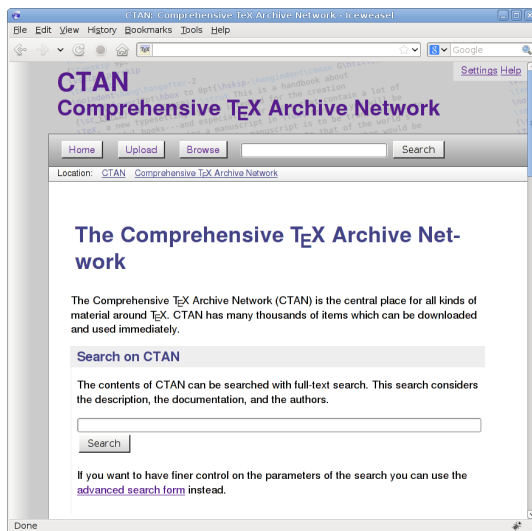 CTAN: Comprehensive TeX Archive Network - Iceweasel
File Edit View History Bookmarks Tools Help
Google
Settings Help
CTAN
Comprehensive TEX Archive Network
Home Upload Browse Search
Location: CTAN Comprehensive TEX Archive Network
The Comprehensive TEX Archive Net-
work
The Comprehensive TEX Archive Network (CTAN) is the central place for all kinds of
material around TEX. CTAN has many thousands of items which can be downloaded
and used immediately.
Search on CTAN
The contents of CTAN can be searched with full-text search. This search considers
the description, the documentation, and the authors.
Search
If you want to have finer control on the parameters of the search you can use the
advanced search form instead.
Done